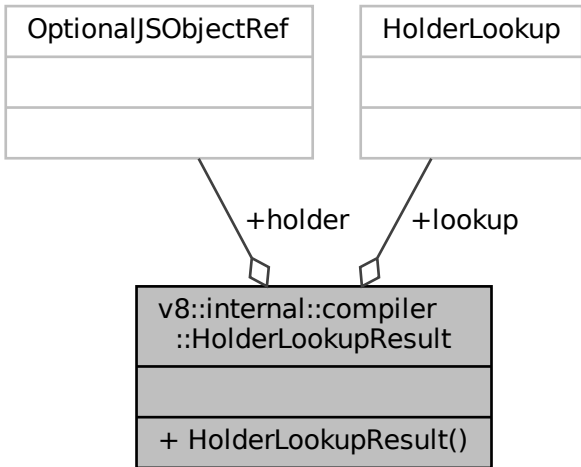 OptionalJSObjectRef
HolderLookup
+holder
+lookup
v8::internal::compiler
::HolderLookupResult
+ HolderLookupResult()